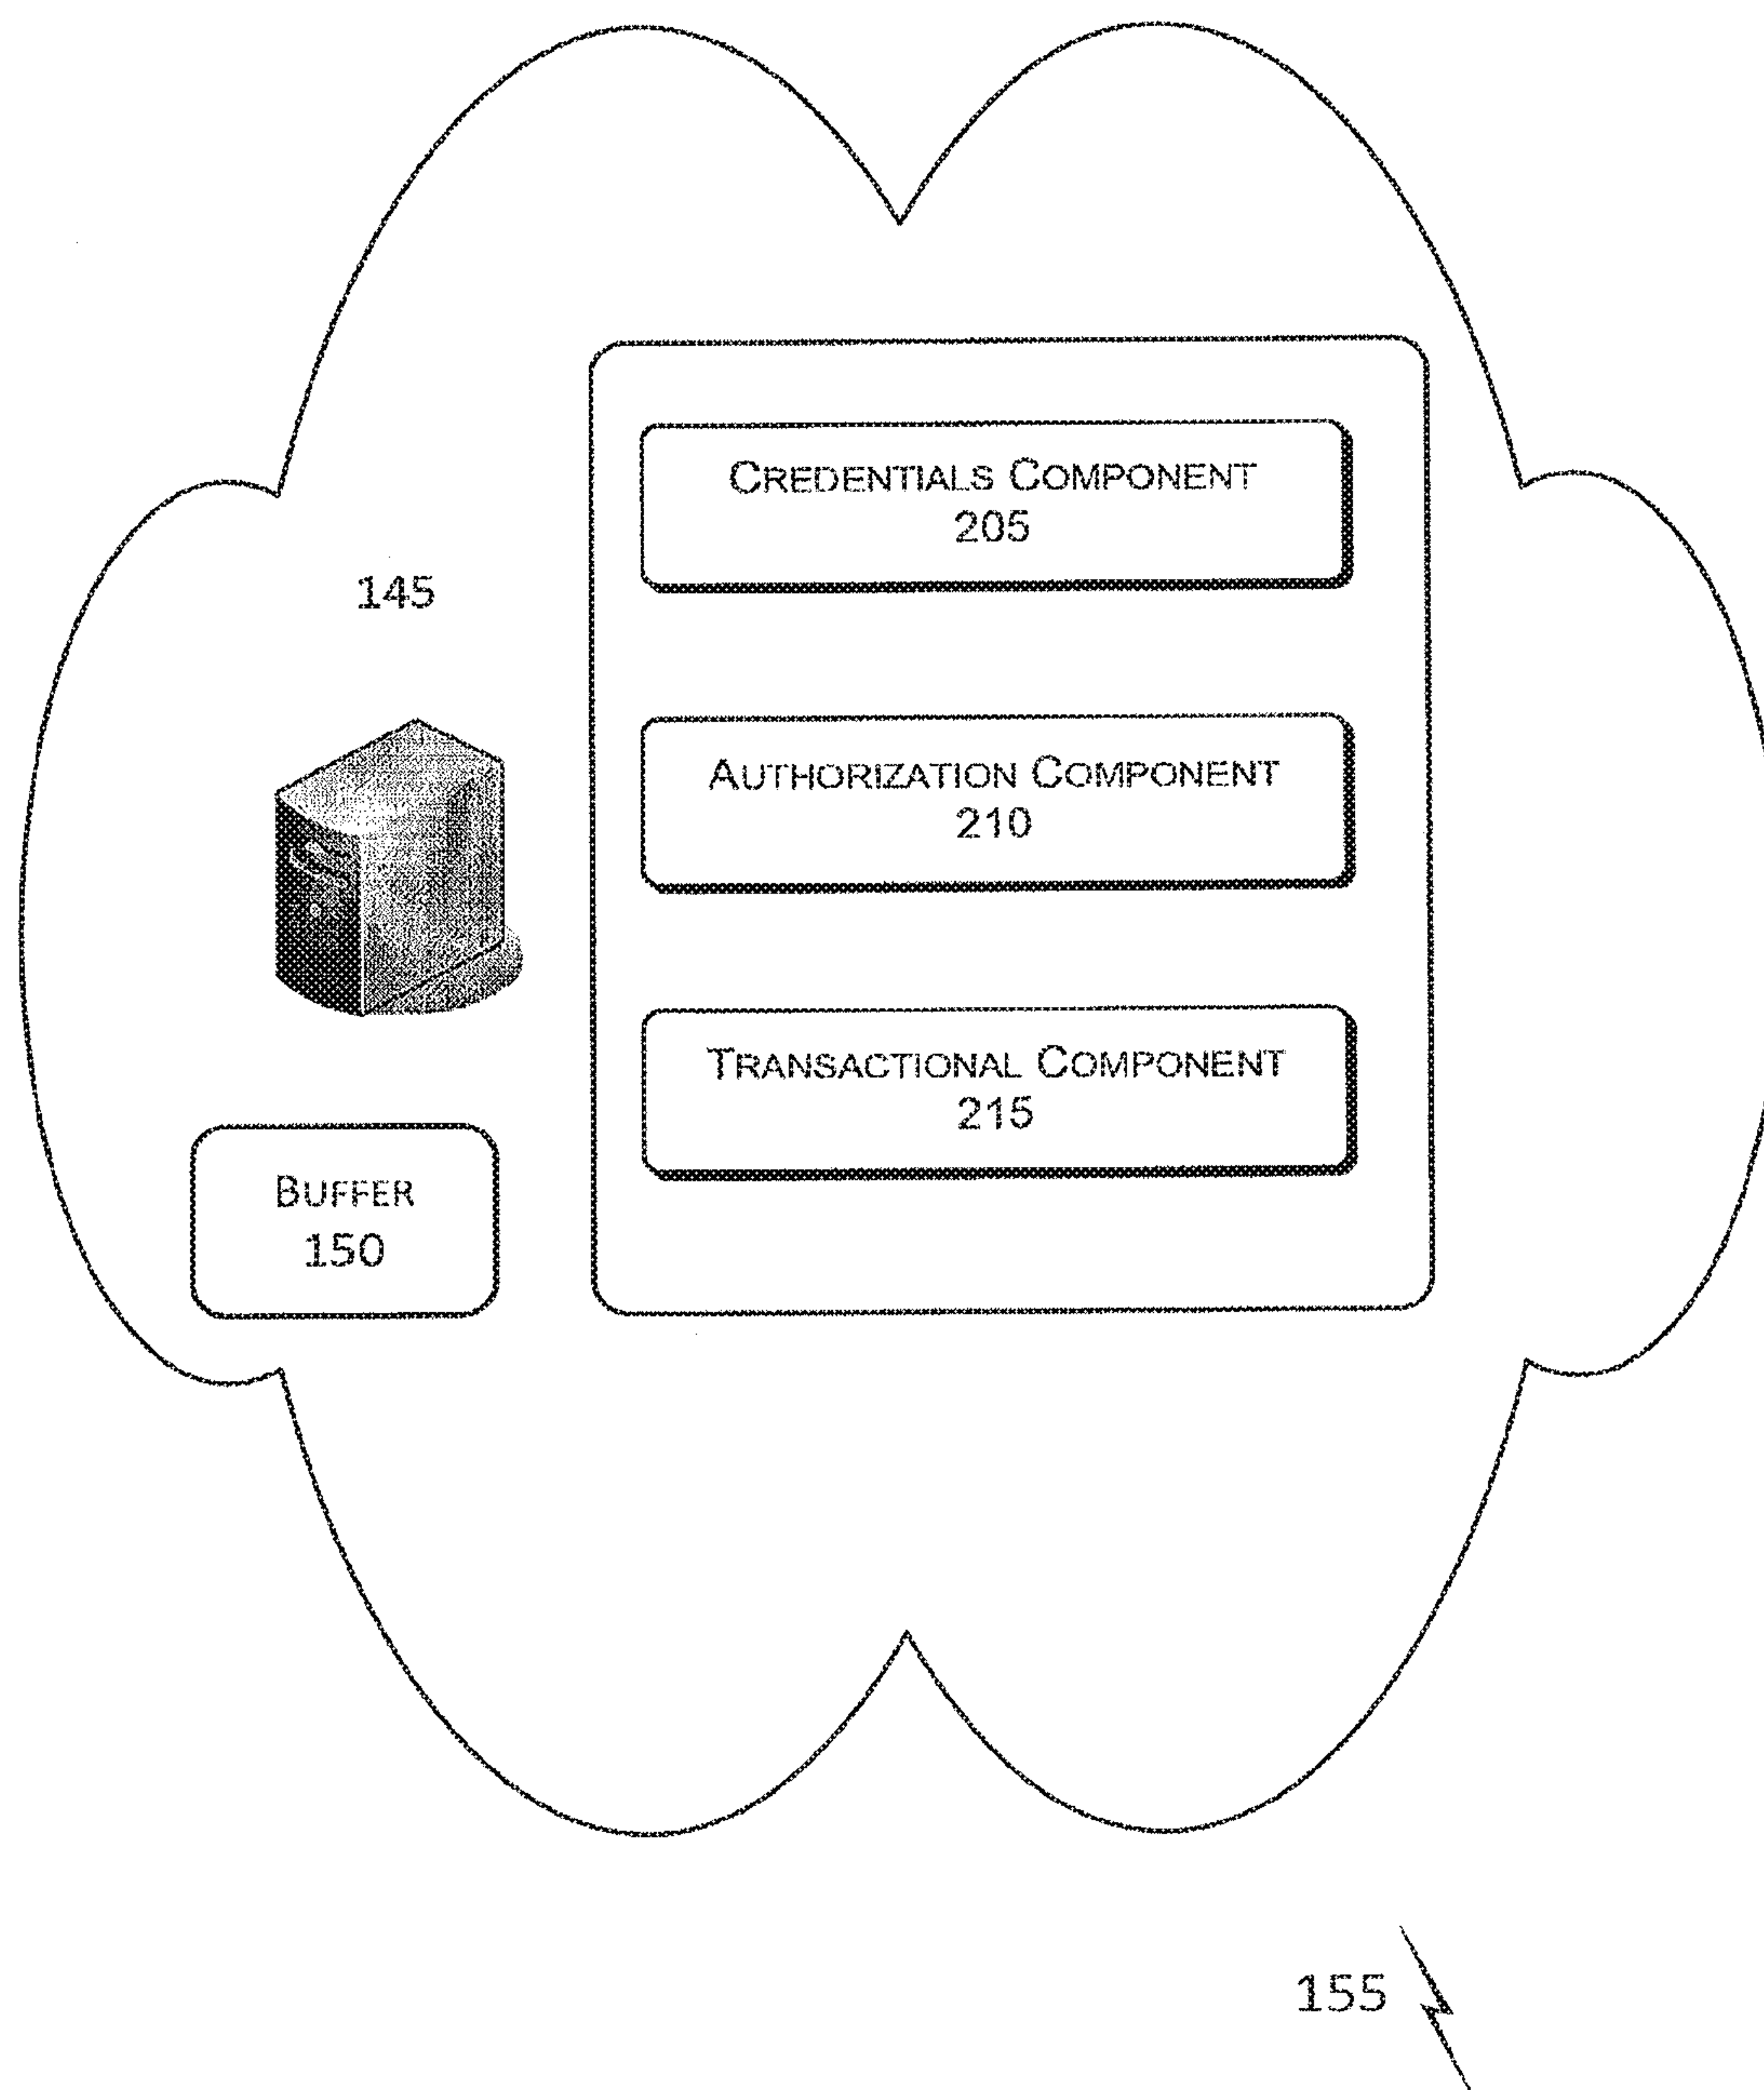 CREDENTIALS COMPONENT
205
145
AUTHORIZATION COMPONENT
210
TRANSACTIONAL COMPONENT
215
BUFFER
150
155